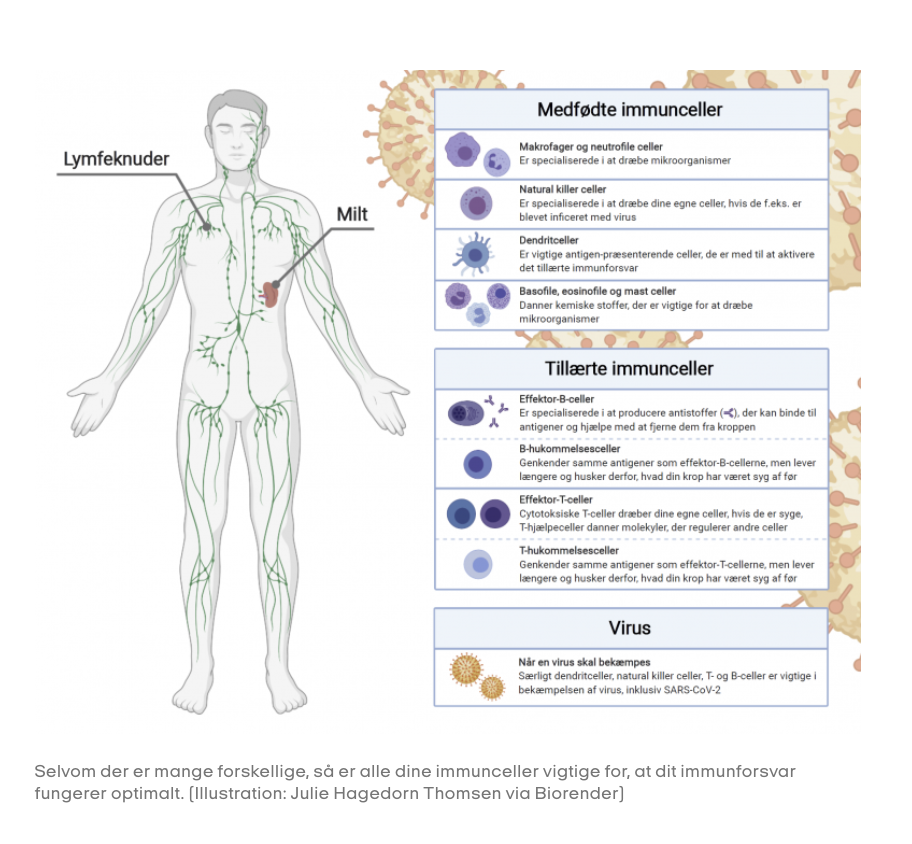 Lymfeknuder
Milt
Medfødte immunceller
Makrofager og neutrofile celler
Er specialiserede i at dræbe mikroorganismer
Natural killer celler
Er specialiserede i at dræbe dine egne celler, hvis de f.eks. er
blevet inficeret med virus
Dendritceller
Er vigtige antigen-præsenterende celler, de er med til at aktivere
det tillærte immunforsvar
Basofile, eosinofile og mast celler
Danner kemiske stoffer, der er vigtige for at dræbe
mikroorganismer
Tillærte immunceller
Effektor-B-celler
Er specialiserede i at producere antistoffer (), der kan binde til
antigener og hjælpe med at fjerne dem fra kroppen
B-hukommelsesceller
Genkender samme antigener som effektor-B-cellerne, men lever
længere og husker derfor, hvad din krop har været syg af før
Effektor-T-celler
Cytotoksiske T-celler dræber dine egne celler, hvis de er syge,
T-hjælpeceller danner molekyler, der regulerer andre celler
T-hukommelsesceller
Genkender samme antigener som effektor-T-cellerne, men lever
længere og husker derfor, hvad din krop har været syg af før
Virus
Når en virus skal bekæmpes
Særligt dendritceller, natural killer celler, T- og B-celler er vigtige i
bekæmpelsen af virus, inklusiv SARS-CoV-2
Selvom der er mange forskellige, så er alle dine immunceller vigtige for, at dit immunforsvar
fungerer optimalt. (Illustration: Julie Hagedorn Thomsen via Biorender)